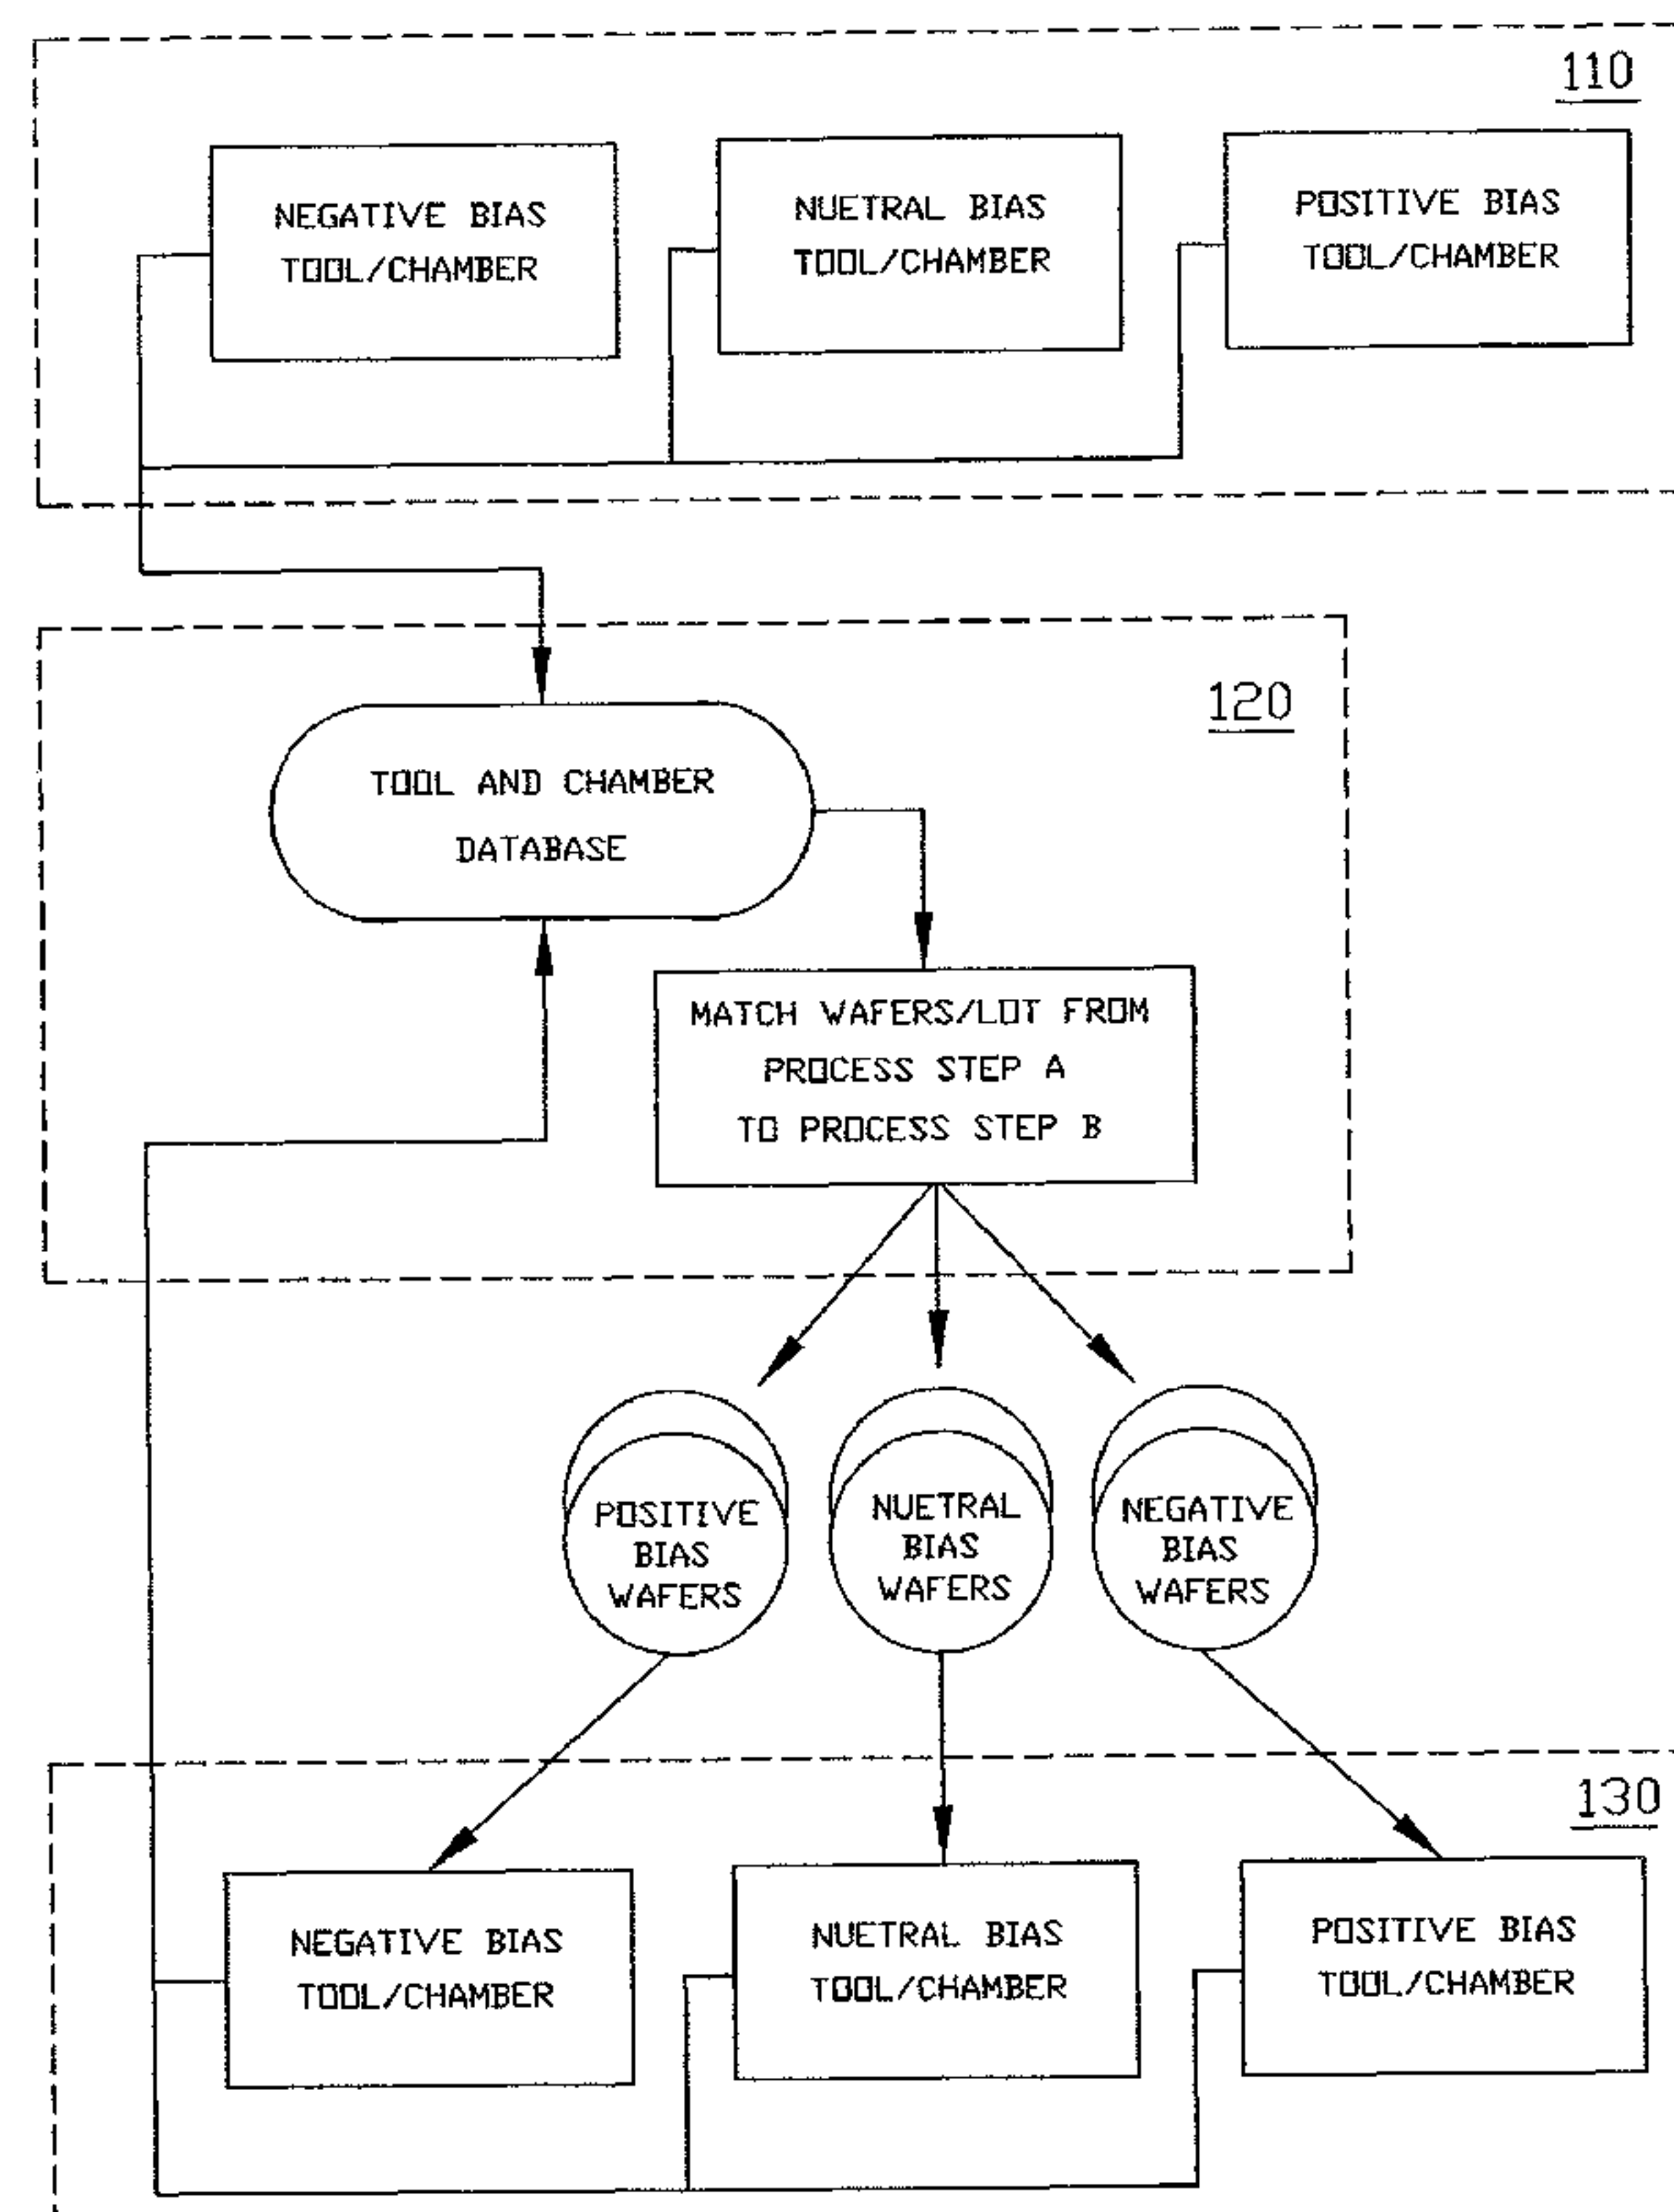 110
NEGATIVE BIAS
TOOL/CHAMBER
NUETRAL BIAS
TOOL/CHAMBER
POSITIVE BIAS
TOOL/CHAMBER
120
TOOL AND CHAMBER
DATABASE
MATCH WAFERS/LOT FROM
PROCESS STEP A
TO PROCESS STEP B
POSITIVE
BIAS
WAFERS
NUETRAL
BIAS
WAFERS
NEGATIVE
BIAS
WAFERS
130
NEGATIVE BIAS
TOOL/CHAMBER
NUETRAL BIAS
TOOL/CHAMBER
POSITIVE BIAS
TOOL/CHAMBER